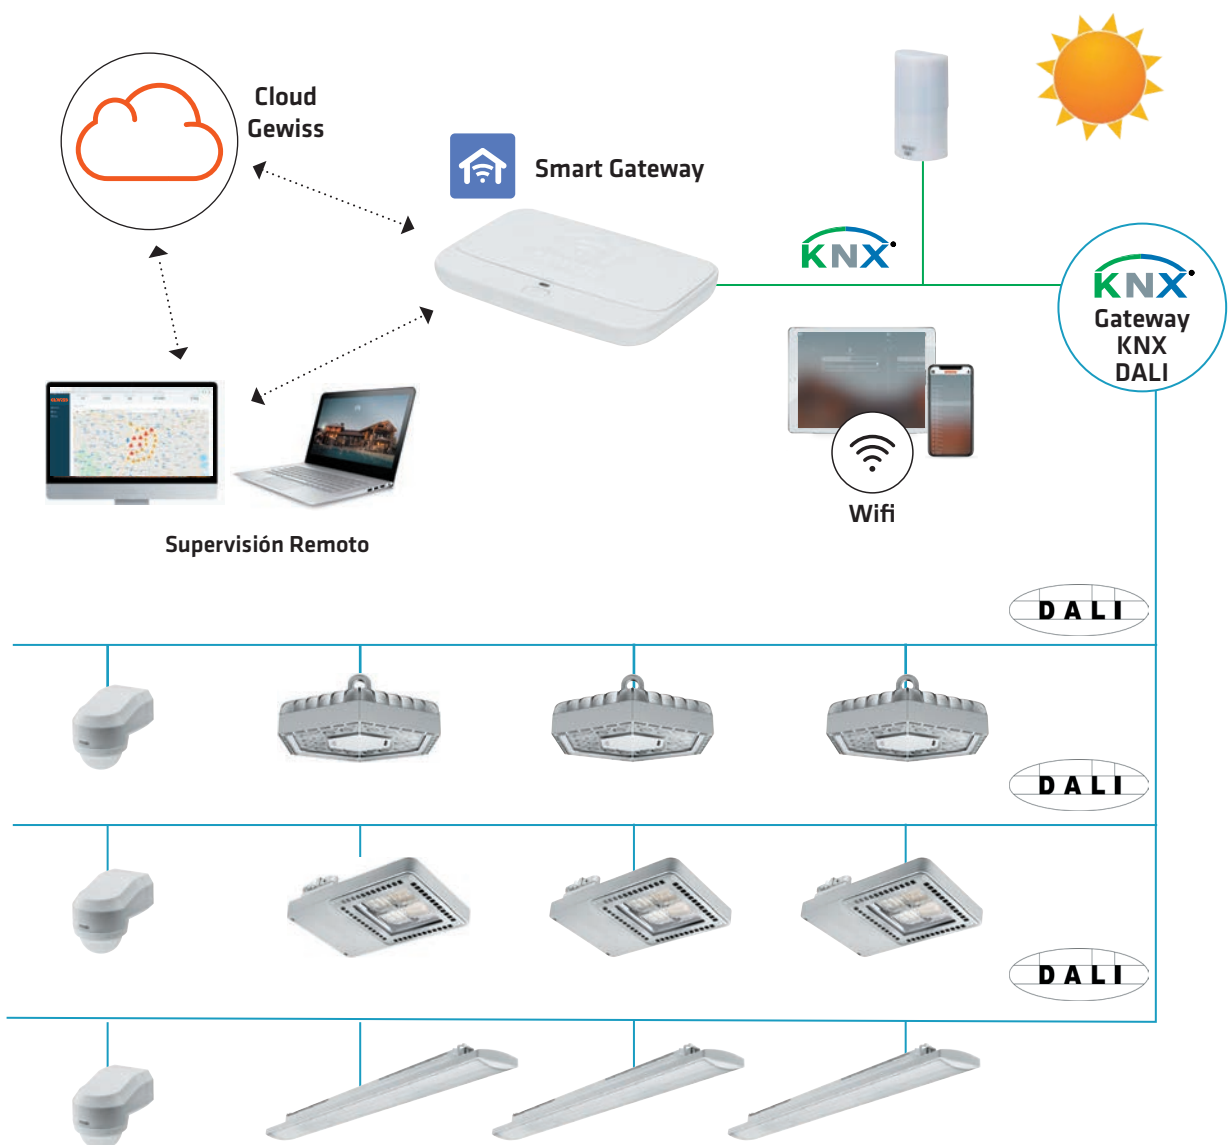 Cloud
Gewiss
Smart Gateway
KNX
KNX
Gateway
KNX
DALI
Wifi
Supervisión Remoto
DALI
DALI
DALI